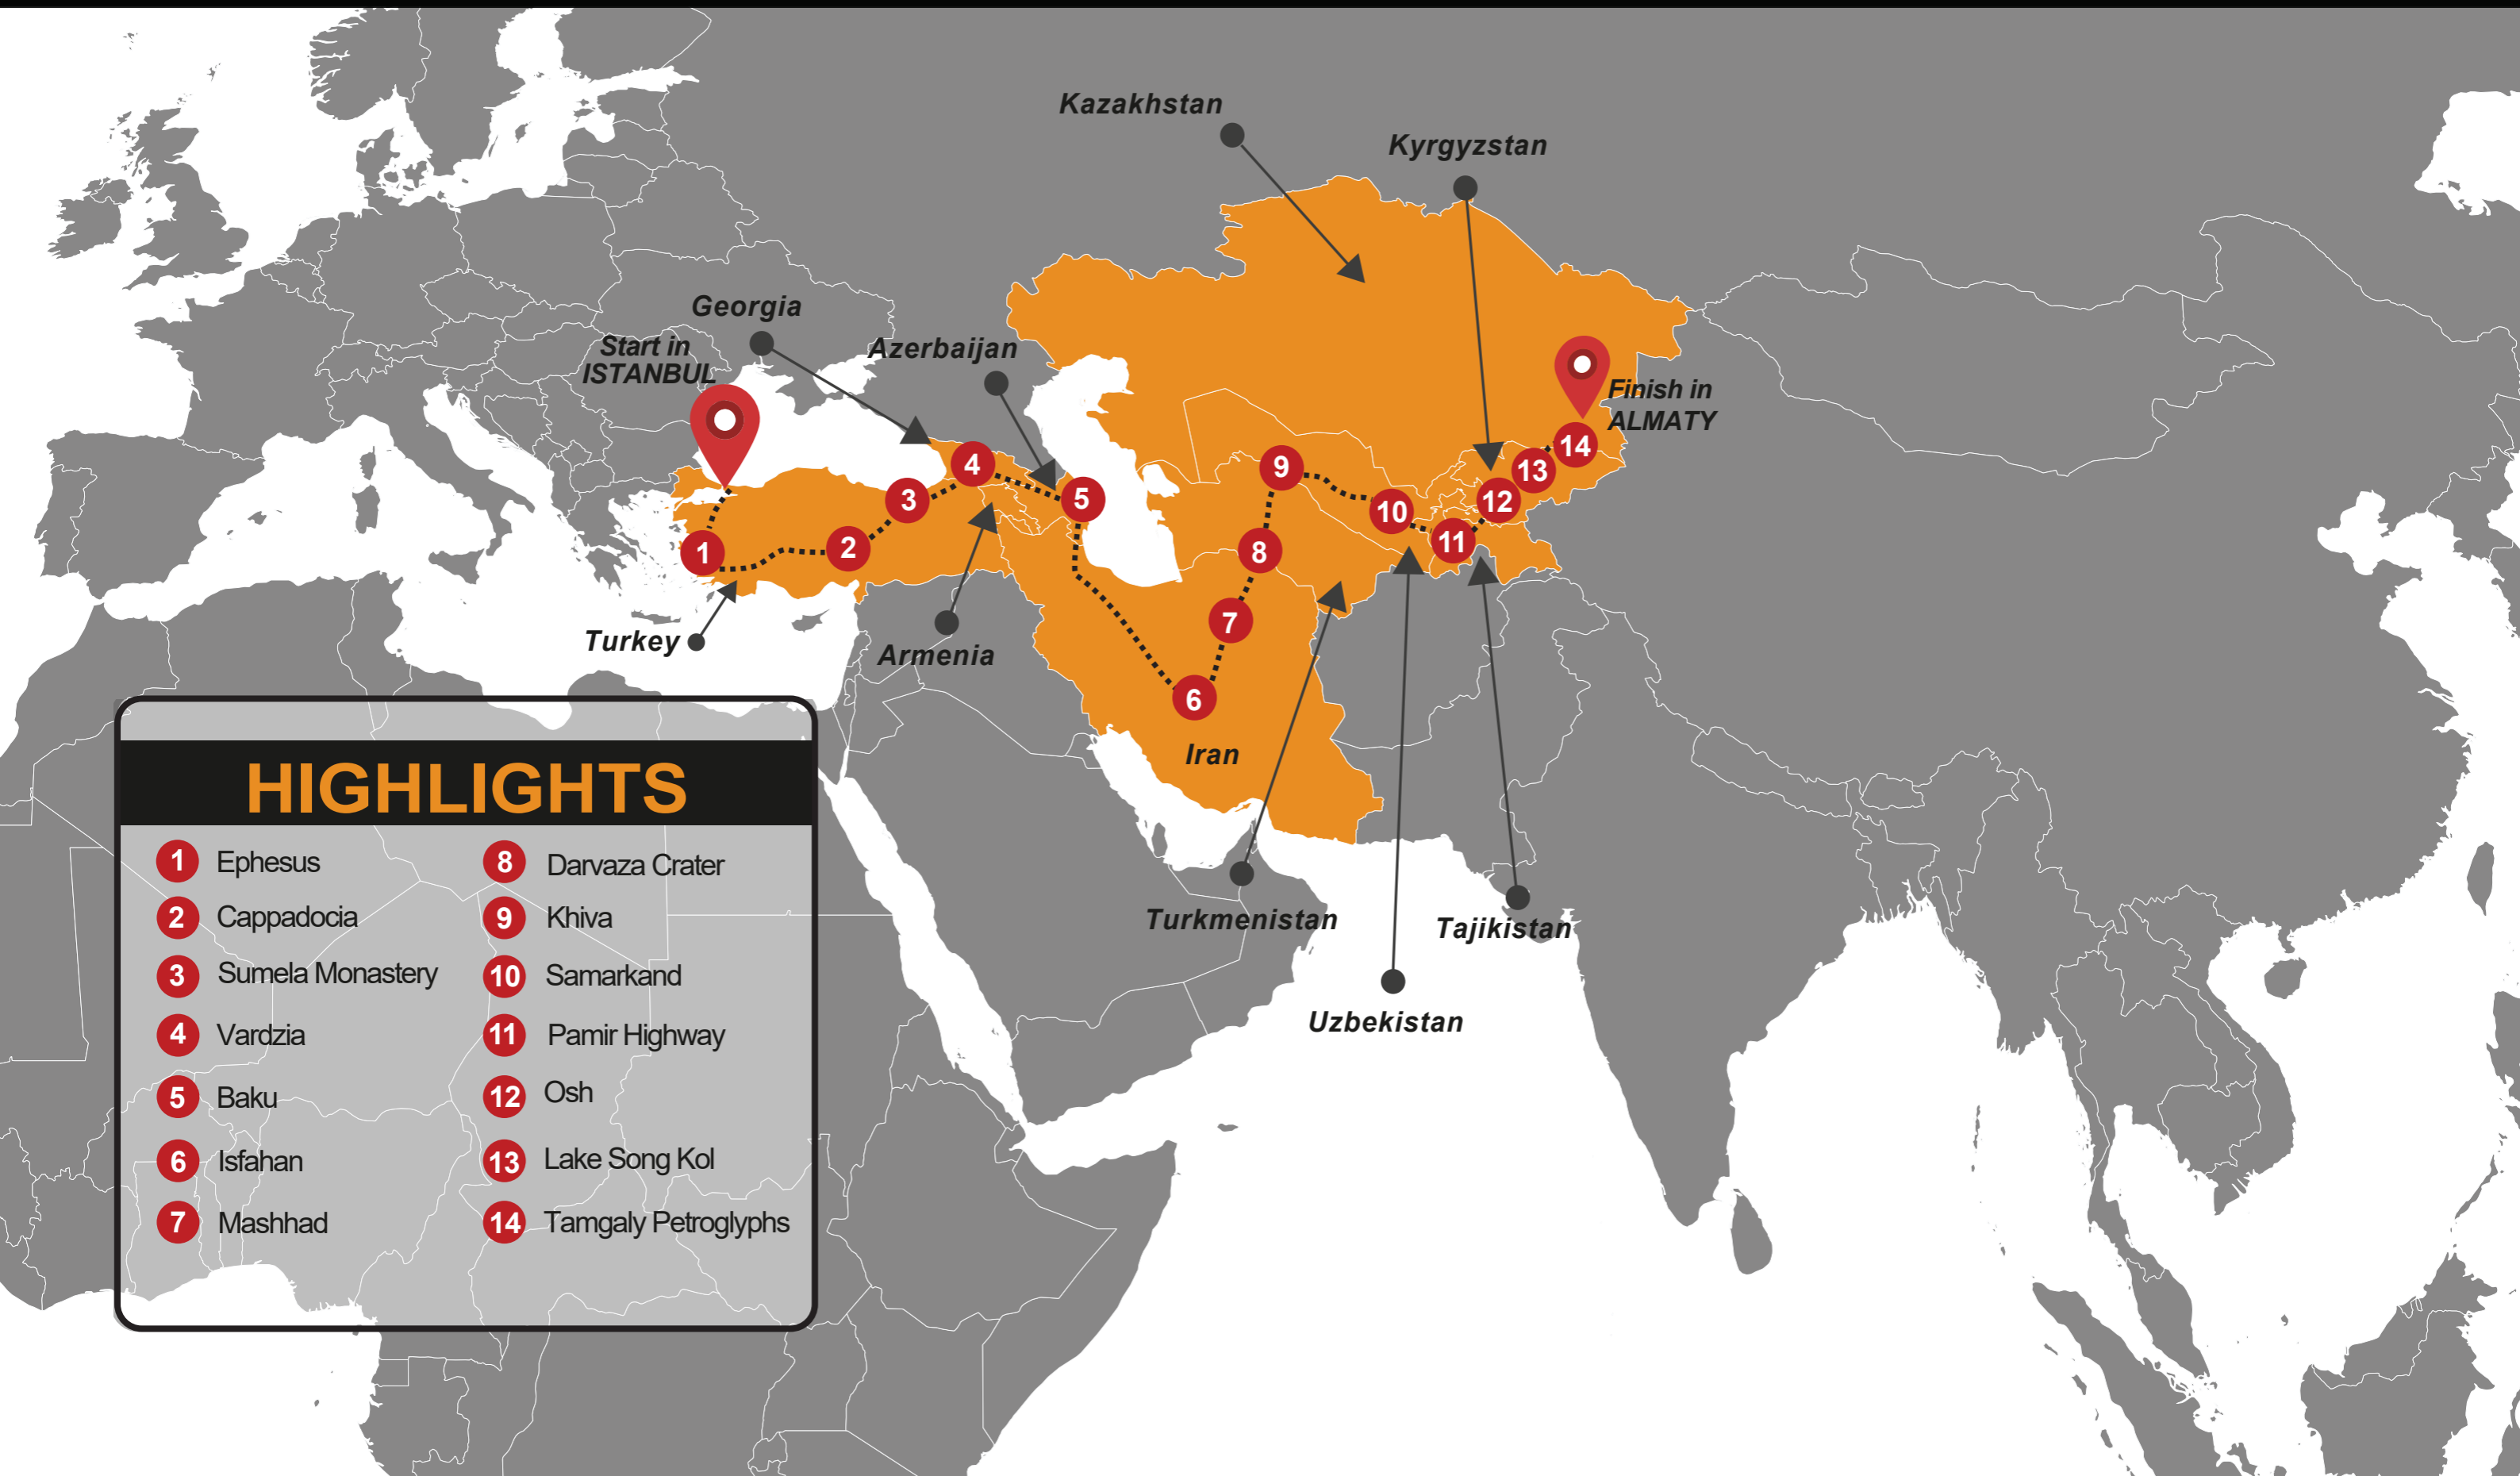 Kazakhstan
Kyrgyzstan
Georgia
Start in
ISTANBUL
Azerbaijan
Finish in
ALMATY
Turkey
Armenia
Iran
Turkmenistan
Tajikistan
Uzbekistan
1
2
3
4
5
6
7
8
9
10
11
12
13
14
HIGHLIGHTS
1 Ephesus
2 Cappadocia
3 Sumela Monastery
4 Vardzia
5 Baku
6 Isfahan
7 Mashhad
8 Darvaza Crater
9 Khiva
10 Samarkand
11 Pamir Highway
12 Osh
13 Lake Song Kol
14 Tamgaly Petroglyphs